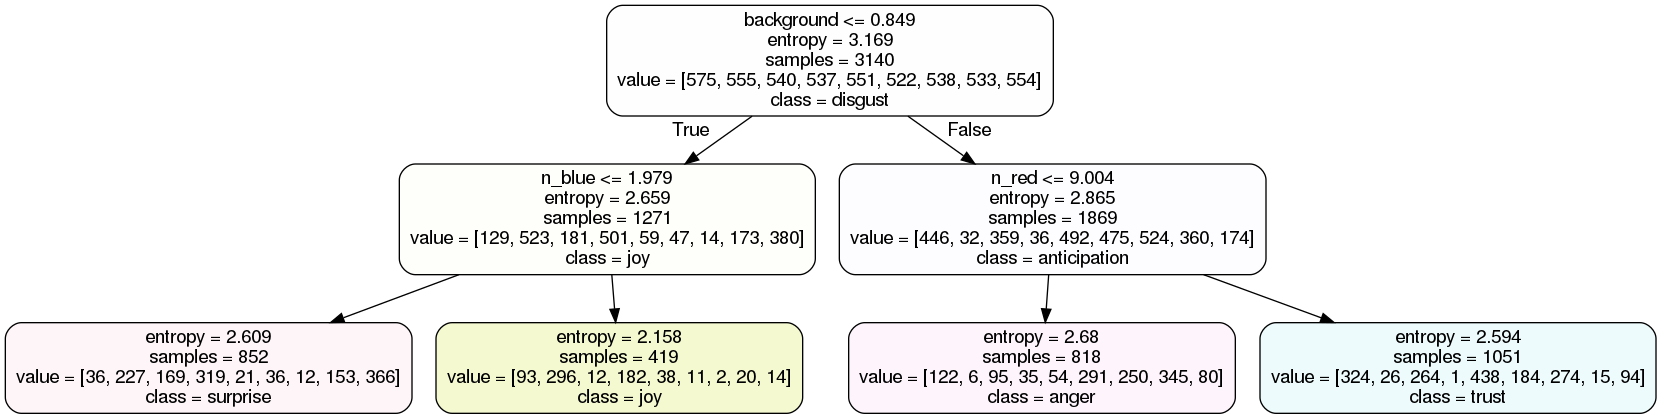 background <= 0.849
entropy = 3.169
samples = 3140
value = [575, 555, 540, 537, 551, 522, 538, 533, 554]
class = disgust
True
False
n_blue <= 1.979
entropy = 2.659
samples = 1271
value = [129, 523, 181, 501, 59, 47, 14, 173, 380]
class = joy
n_red <= 9.004
entropy = 2.865
samples = 1869
value = [446, 32, 359, 36, 492, 475, 524, 360, 174]
class = anticipation
entropy = 2.609
samples = 852
value = [36, 227, 169, 319, 21, 36, 12, 153, 366]
class = surprise
entropy = 2.158
samples = 419
value = [93, 296, 12, 182, 38, 11, 2, 20, 14]
class = joy
entropy = 2.68
samples = 818
value = [122, 6, 95, 35, 54, 291, 250, 345, 80]
class = anger
entropy = 2.594
samples = 1051
value = [324, 26, 264, 1, 438, 184, 274, 15, 94]
class = trust